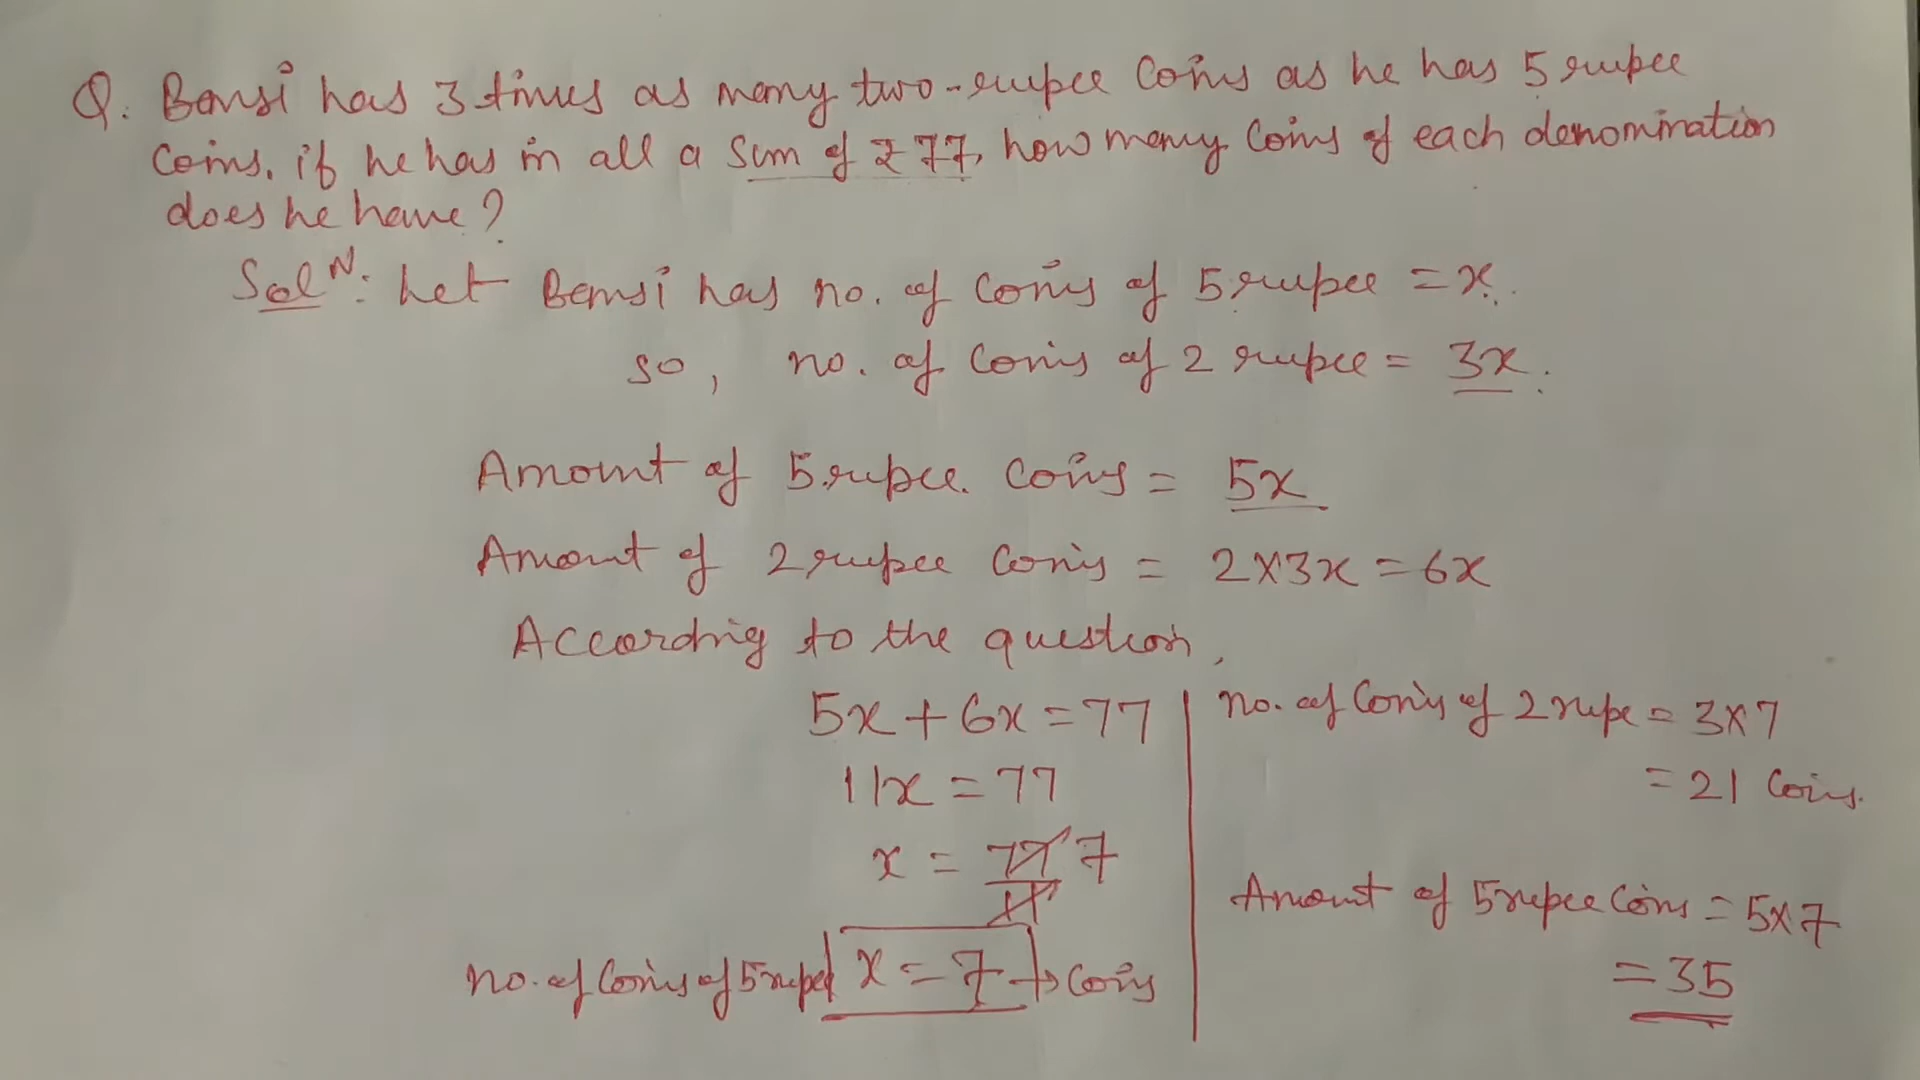 Q. Bansi has 3 times as many two-rupee coins as he has 5 rupee
coins. if he has in all a sum of ₹77, how many coins of each denomination
does he have?
Solᴺ: Let Bansi has no. of coins of 5 rupee = x.
so, no. of coins of 2 rupee = 3x.
Amount of 5 rupee coins = 5x
Amount of 2 rupee coins = 2×3x = 6x
According to the question,
5x + 6x = 77
11x = 77
x = 77/11 7
no. of coins of 5 rupee x = 7 → coins
no. of coins of 2 rupe = 3×7
= 21 coins.
Amount of 5 rupee coins = 5×7
= 35